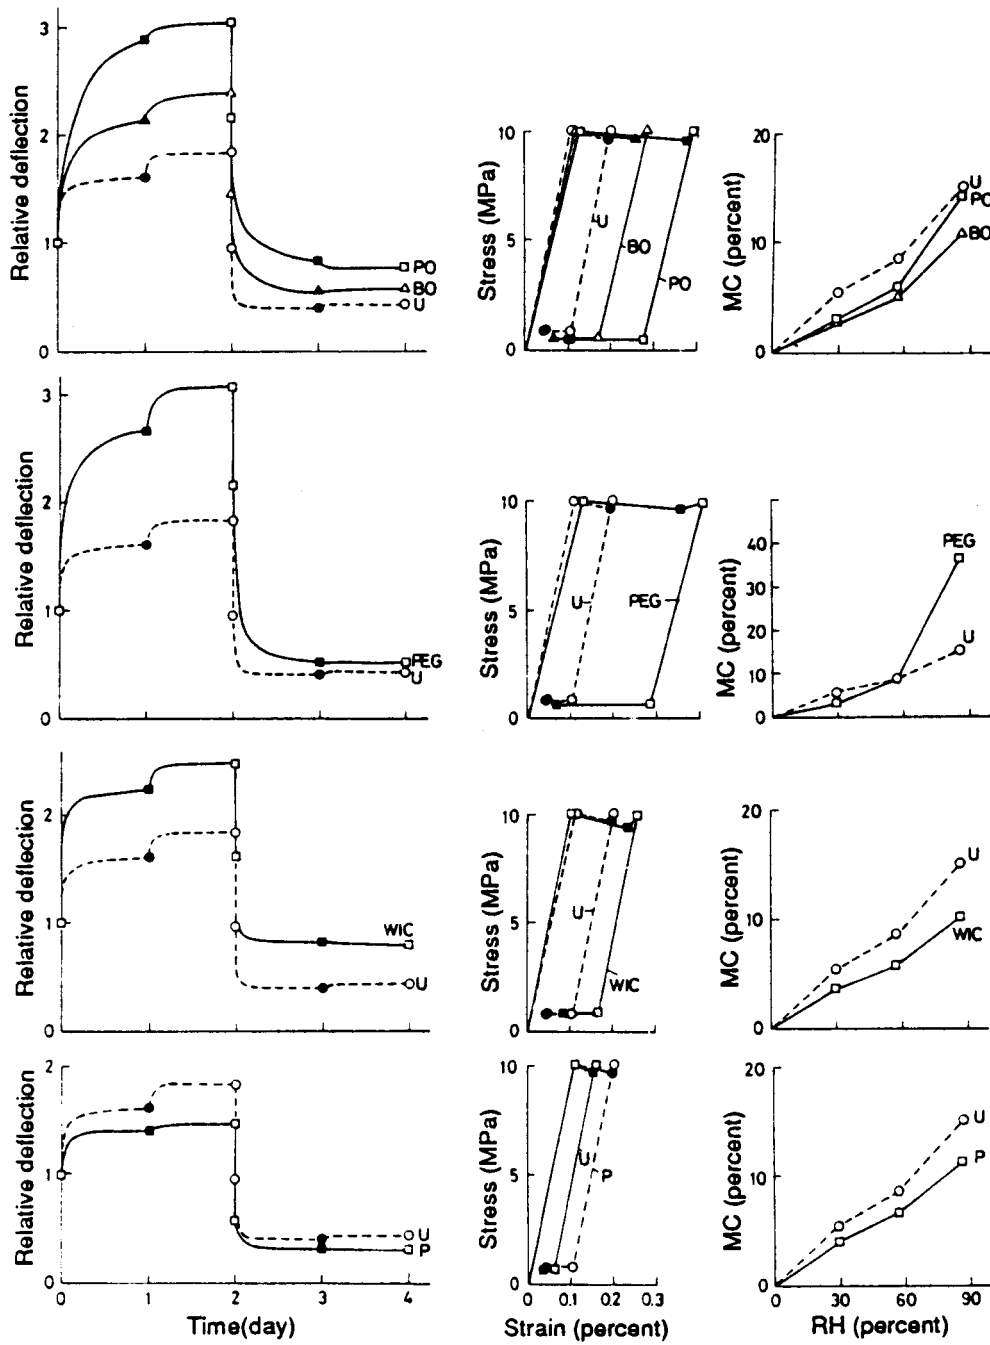 Relative deflection
3
2
1
0
PO
BO
U
Stress (MPa)
10
5
0
U
BO
PO
MC (percent)
20
10
0
U
PO
BO
Relative deflection
3
2
1
0
PEG
U
Stress (MPa)
10
5
0
U
PEG
MC (percent)
40
30
20
10
0
PEG
U
Relative deflection
2
1
0
WIC
U
Stress (MPa)
10
5
0
U
WIC
MC (percent)
20
10
0
U
WIC
Relative deflection
2
1
0
U
P
0 1 2 3 4
Time(day)
Stress (MPa)
10
5
0
U
P
0 0.1 0.2 0.3
Strain (percent)
MC (percent)
20
10
0
U
P
0 30 60 90
RH (percent)